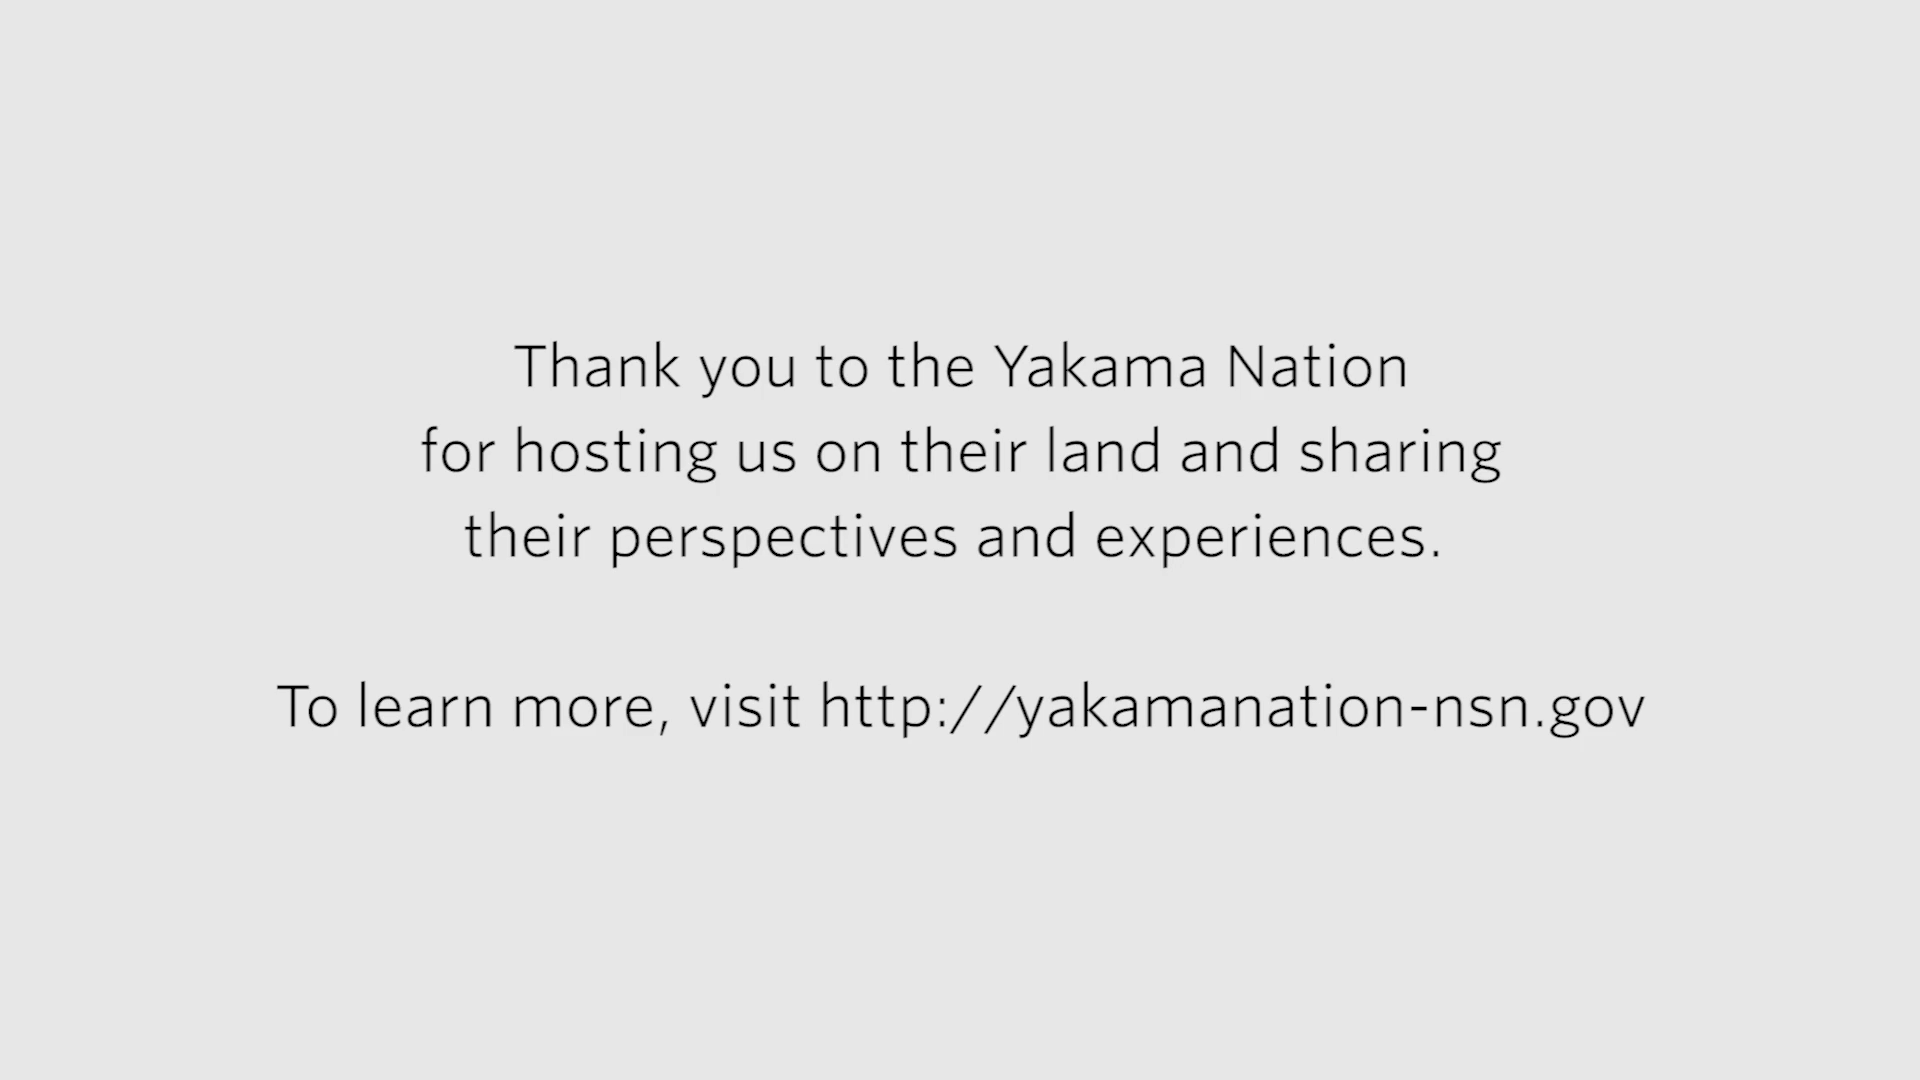 Thank you to the Yakama Nation
for hosting us on their land and sharing
their perspectives and experiences.
To learn more, visit http://yakamanation-nsn.gov